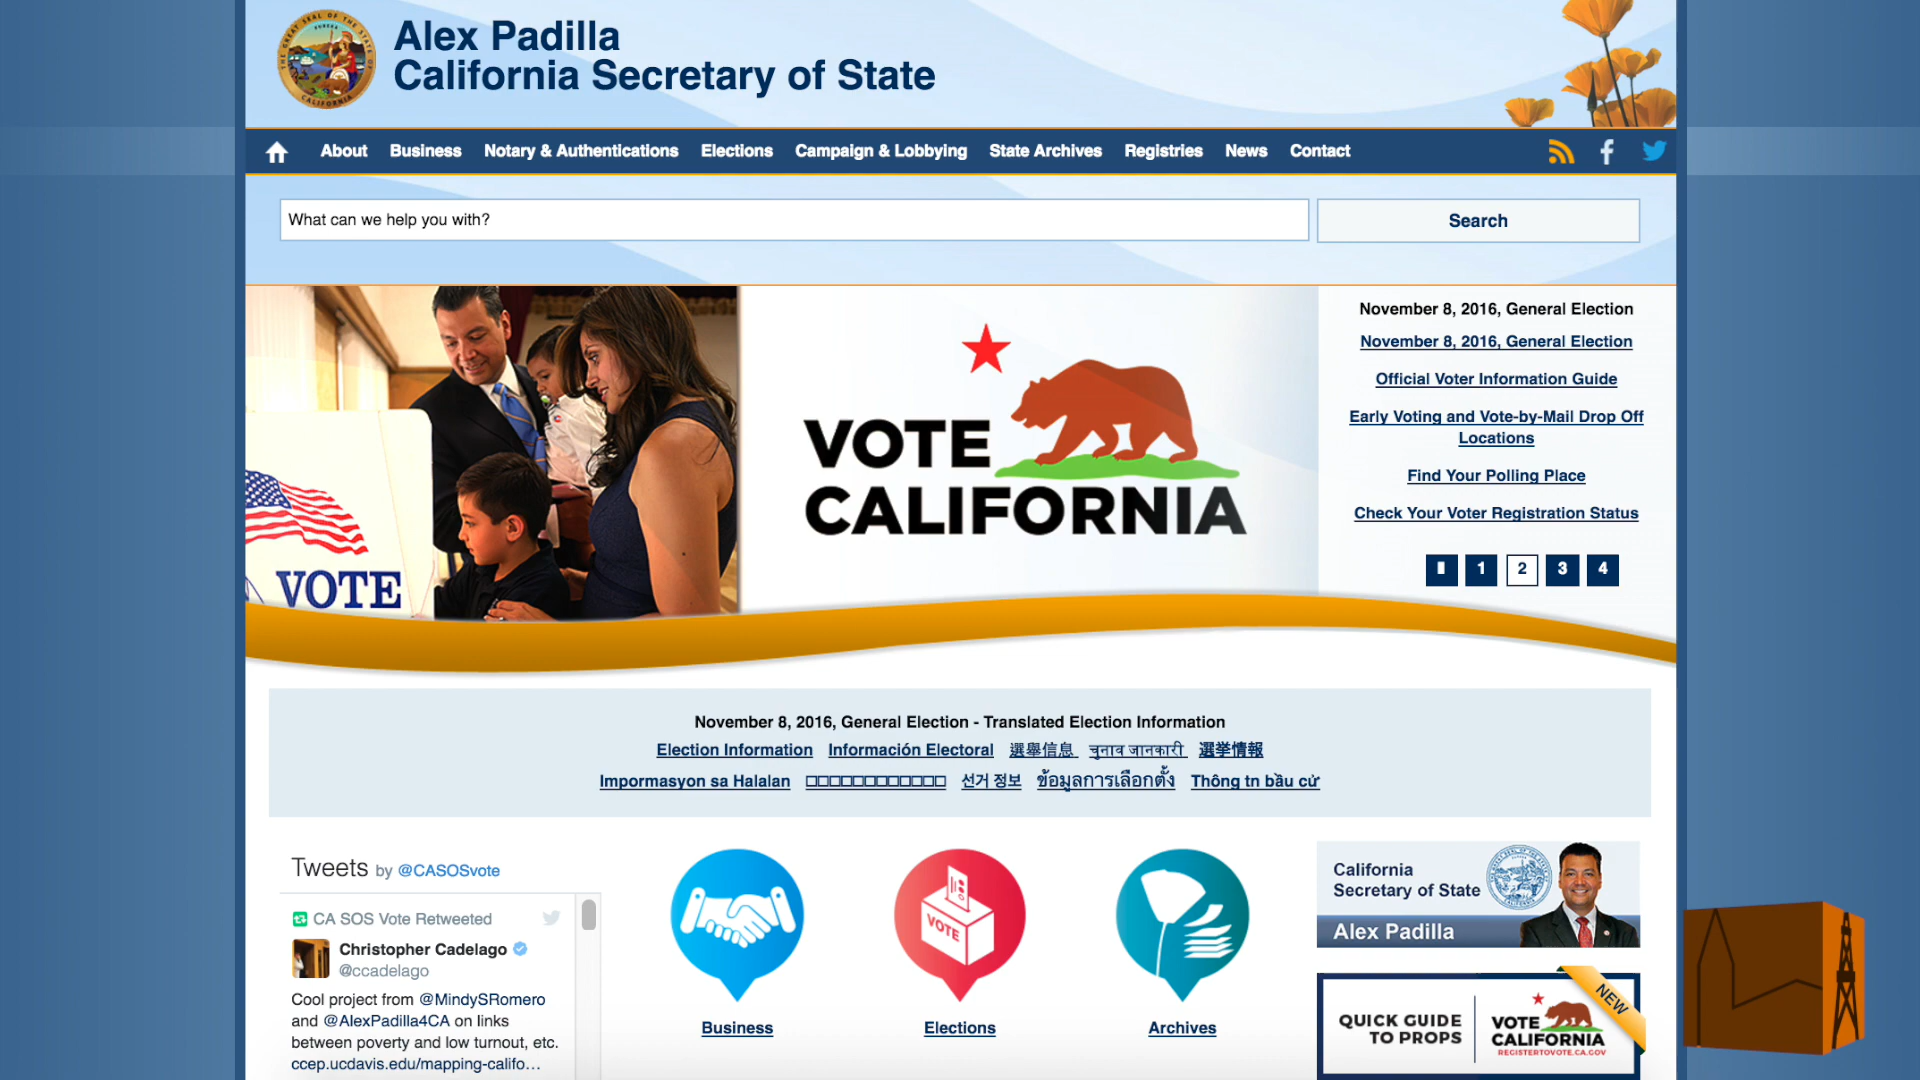 Alex Padilla
California Secretary of State
About Business Notary & Authentications Elections Campaign & Lobbying State Archives Registries News Contact
What can we help you with?
Search
VOTE
VOTE
CALIFORNIA
November 8, 2016, General Election
November 8, 2016, General Election
Official Voter Information Guide
Early Voting and Vote-by-Mail Drop Off
Locations
Find Your Polling Place
Check Your Voter Registration Status
1 2 3 4
November 8, 2016, General Election - Translated Election Information
Election Information Información Electoral 選舉信息 चुनाव जानकारी 選挙情報
Impormasyon sa Halalan 선거 정보 ข้อมูลการเลือกตั้ง Thông tn bầu cử
Tweets by @CASOSvote
CA SOS Vote Retweeted
Christopher Cadelago
@ccadelago
Cool project from @MindySRomero
and @AlexPadilla4CA on links
between poverty and low turnout, etc.
ccep.ucdavis.edu/mapping-califo…
VOTE
Business
Elections
Archives
California
Secretary of State
Alex Padilla
NEW
QUICK GUIDE
TO PROPS
VOTE
CALIFORNIA
REGISTERTOVOTE.CA.GOV